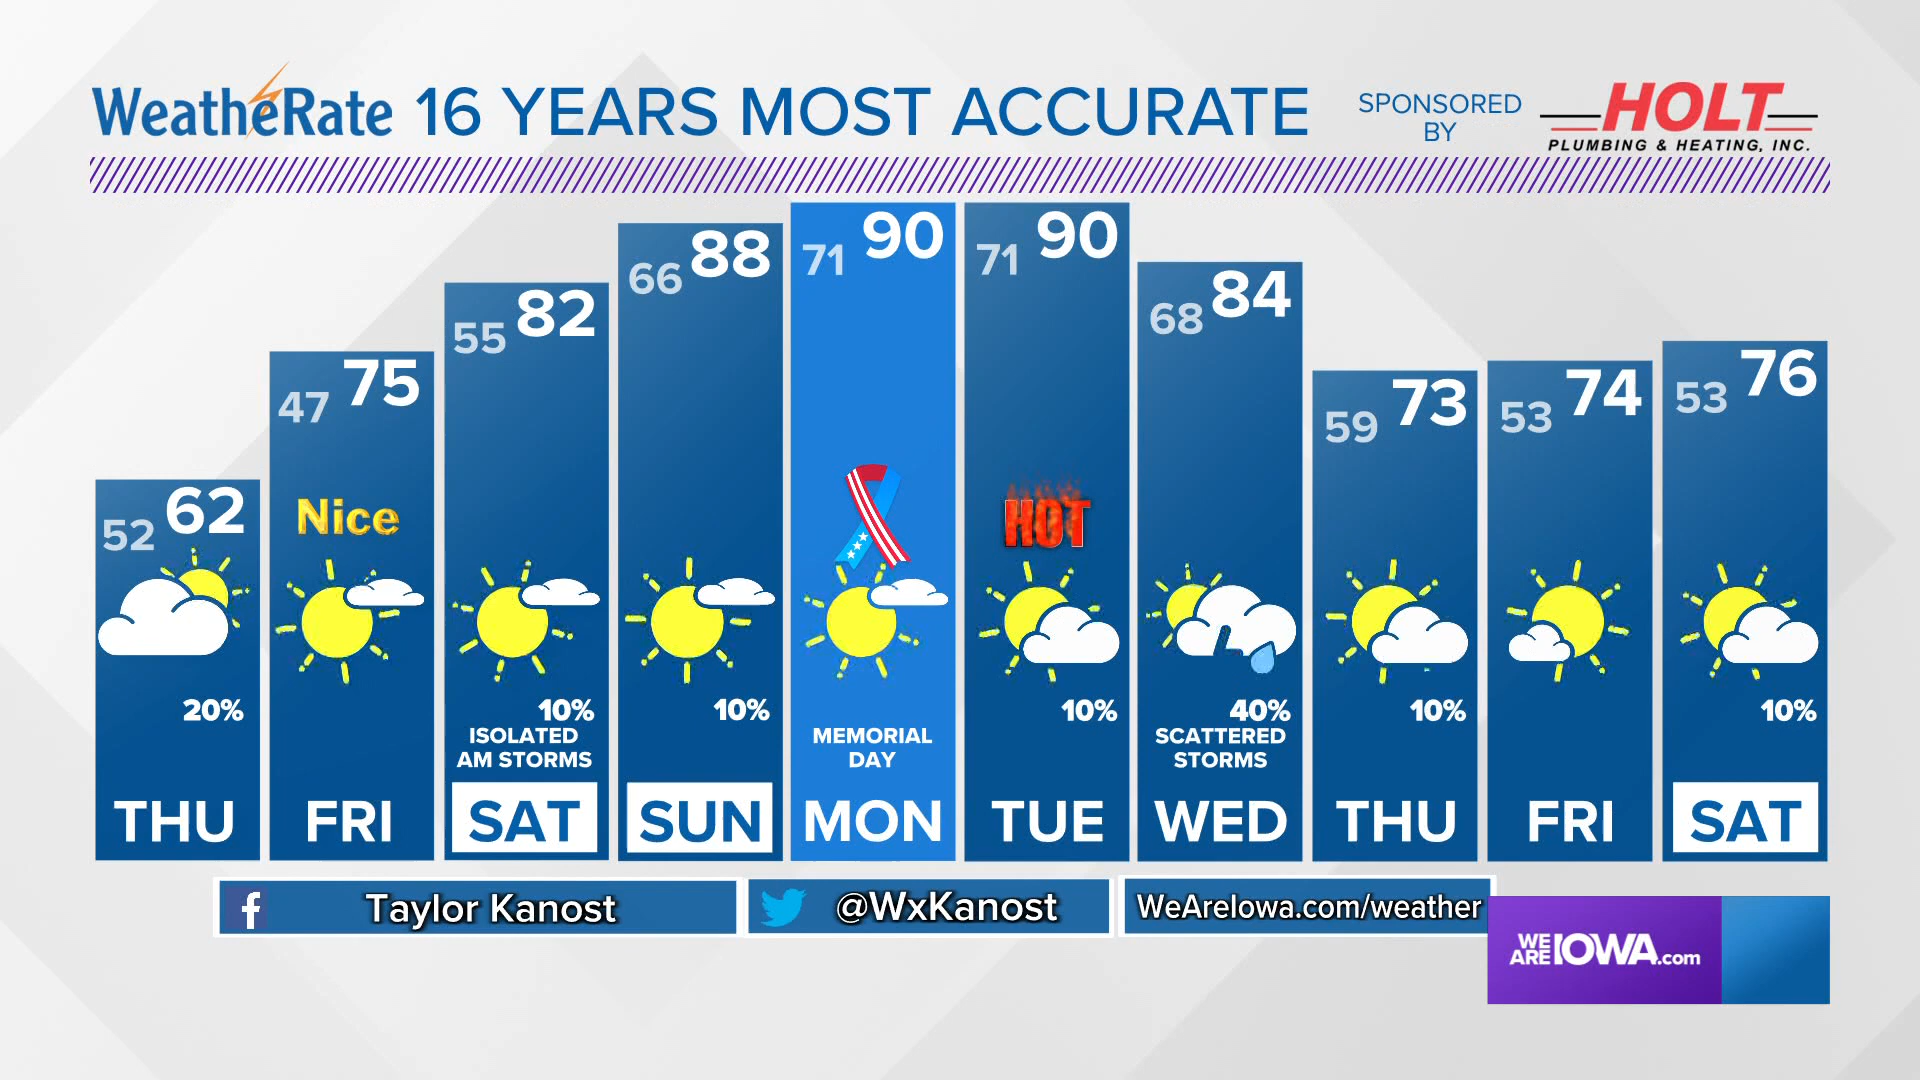 WeatheRate 16 YEARS MOST ACCURATE
SPONSORED
BY
HOLT
PLUMBING & HEATING, INC.
52 62
20%
THU
47 75
Nice
FRI
55 82
10%
ISOLATED
AM STORMS
SAT
66 88
10%
SUN
71 90
MEMORIAL
DAY
MON
71 90
HOT
10%
TUE
68 84
40%
SCATTERED
STORMS
WED
59 73
10%
THU
53 74
FRI
53 76
10%
SAT
f Taylor Kanost
@WxKanost
WeAreIowa.com/weather
WE
ARE IOWA.com